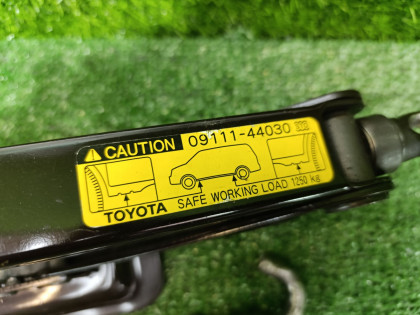 CAUTION 09111-44030
TOYOTA SAFE WORKING LOAD 1250 kg